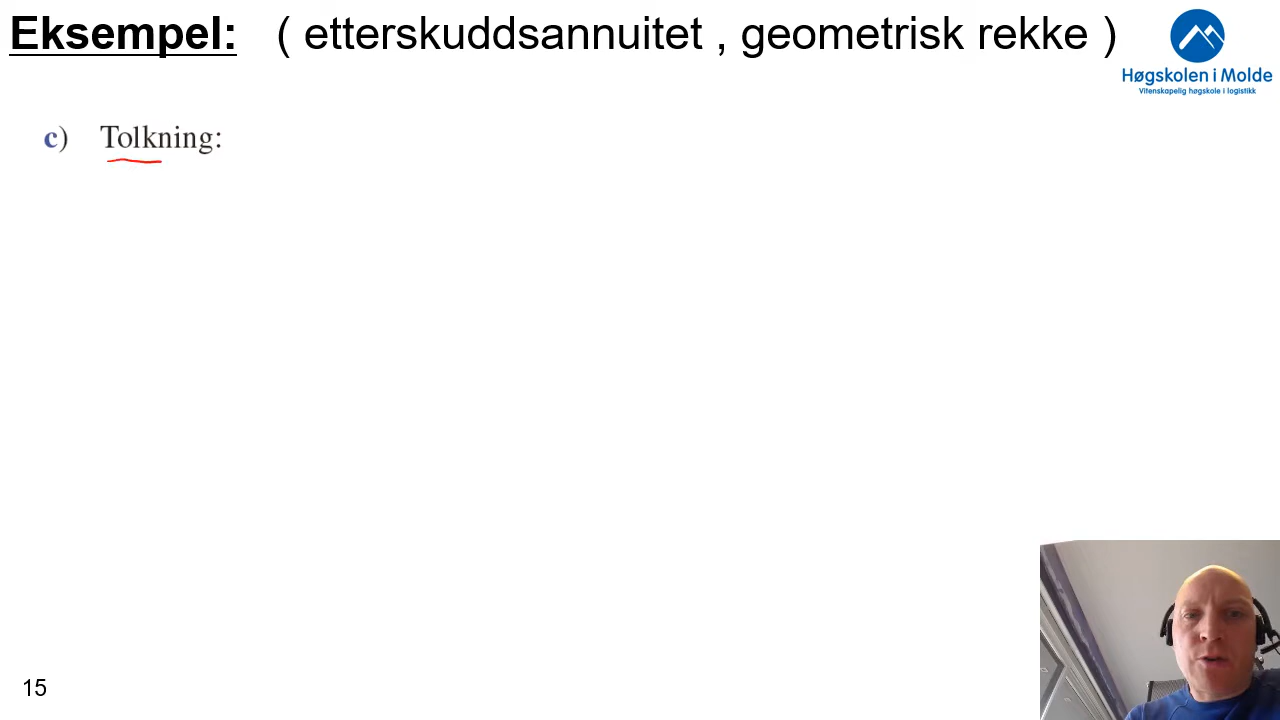 Eksempel: ( etterskuddsannuitet , geometrisk rekke )
Høgskolen i Molde
Vitenskapelig høgskole i logistikk
c) Tolkning:
15